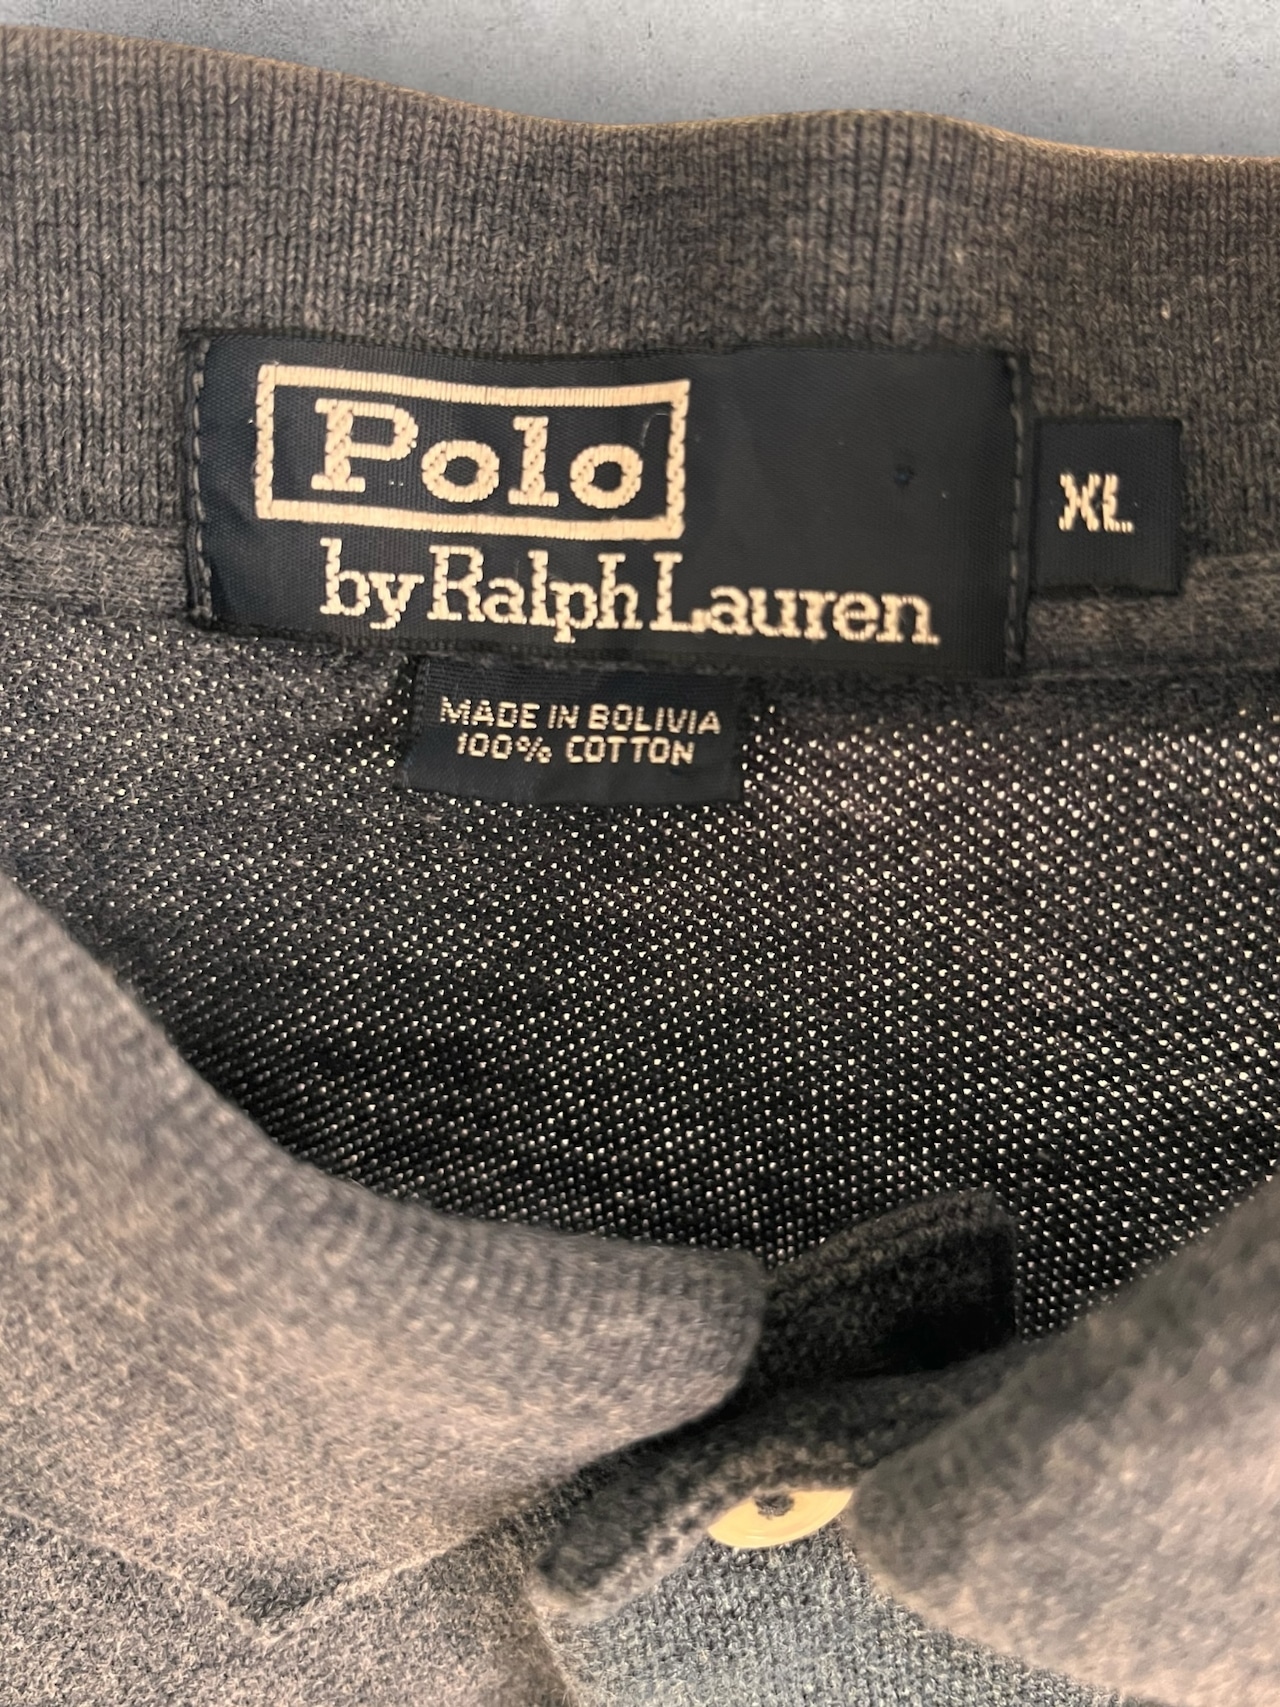 Polo
by Ralph Lauren
XL
MADE IN BOLIVIA
100% COTTON